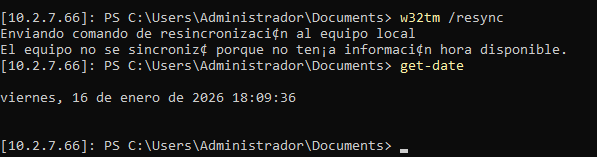 [10.2.7.66]: PS C:\Users\Administrador\Documents> w32tm /resync
Enviando comando de resincronizaci¢n al equipo local
El equipo no se sincroniz¢ porque no ten¡a informaci¢n hora disponible.
[10.2.7.66]: PS C:\Users\Administrador\Documents> get-date
viernes, 16 de enero de 2026 18:09:36
[10.2.7.66]: PS C:\Users\Administrador\Documents> _